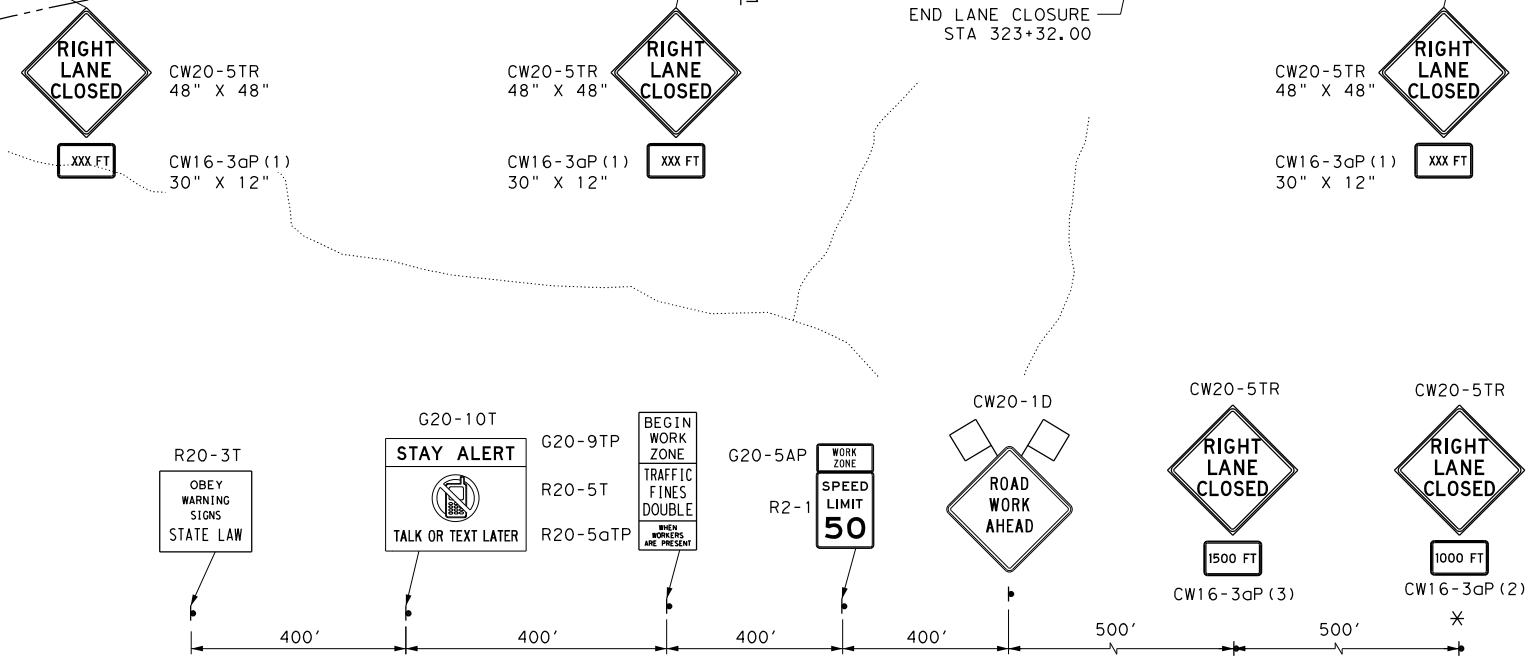 END LANE CLOSURE
STA 323+32.00
RIGHT
LANE
CLOSED
CW20-5TR
48" X 48"
XXX FT
CW16-3aP(1)
30" X 12"
CW20-5TR
48" X 48"
RIGHT
LANE
CLOSED
CW16-3aP(1)
30" X 12"
XXX FT
CW20-5TR
48" X 48"
RIGHT
LANE
CLOSED
CW16-3aP(1)
30" X 12"
XXX FT
R20-3T
OBEY
WARNING
SIGNS
STATE LAW
G20-10T
STAY ALERT
TALK OR TEXT LATER
G20-9TP
BEGIN
WORK
ZONE
R20-5T
TRAFFIC
FINES
DOUBLE
R20-5aTP
WHEN
WORKERS
ARE PRESENT
G20-5AP
WORK
ZONE
R2-1
SPEED
LIMIT
50
CW20-1D
ROAD
WORK
AHEAD
CW20-5TR
RIGHT
LANE
CLOSED
1500 FT
CW16-3aP(3)
CW20-5TR
RIGHT
LANE
CLOSED
1000 FT
CW16-3aP(2)
*
400'
400'
400'
400'
500'
500'